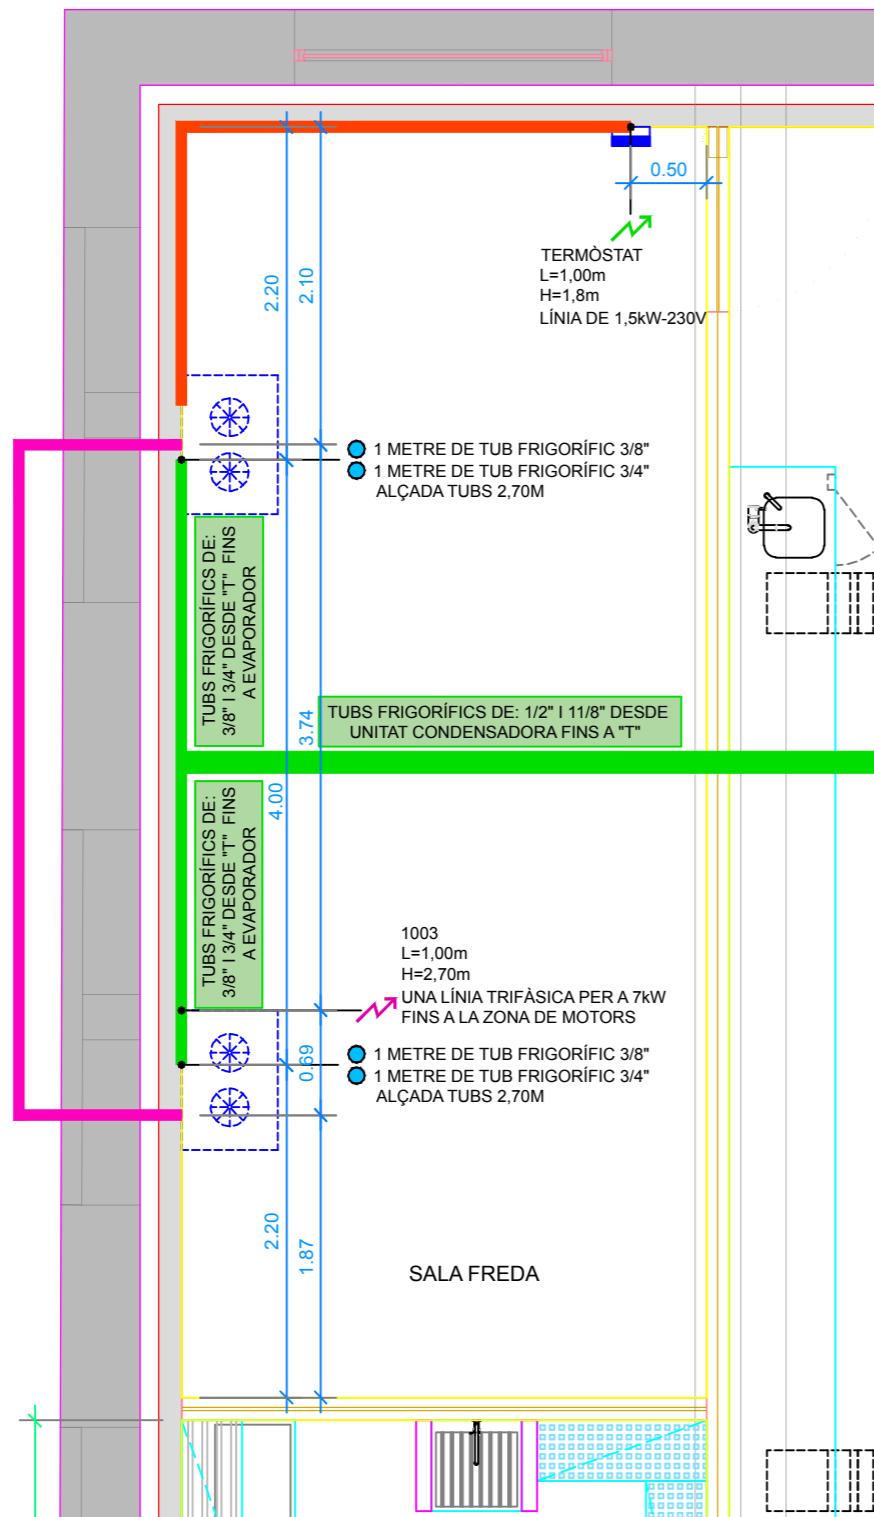 0.50
TERMÒSTAT
L=1,00m
H=1,8m
LÍNIA DE 1,5kW-230V
2.20
2.10
1 METRE DE TUB FRIGORÍFIC 3/8"
1 METRE DE TUB FRIGORÍFIC 3/4"
ALÇADA TUBS 2,70M
TUBS FRIGORÍFICS DE:
3/8" I 3/4" DESDE "T" FINS
A EVAPORADOR
TUBS FRIGORÍFICS DE: 1/2" I 11/8" DESDE
UNITAT CONDENSADORA FINS A "T"
3.74
4.00
TUBS FRIGORÍFICS DE:
3/8" I 3/4" DESDE "T" FINS
A EVAPORADOR
1003
L=1,00m
H=2,70m
UNA LÍNIA TRIFÀSICA PER A 7kW
FINS A LA ZONA DE MOTORS
0.69
1 METRE DE TUB FRIGORÍFIC 3/8"
1 METRE DE TUB FRIGORÍFIC 3/4"
ALÇADA TUBS 2,70M
2.20
1.87
SALA FREDA